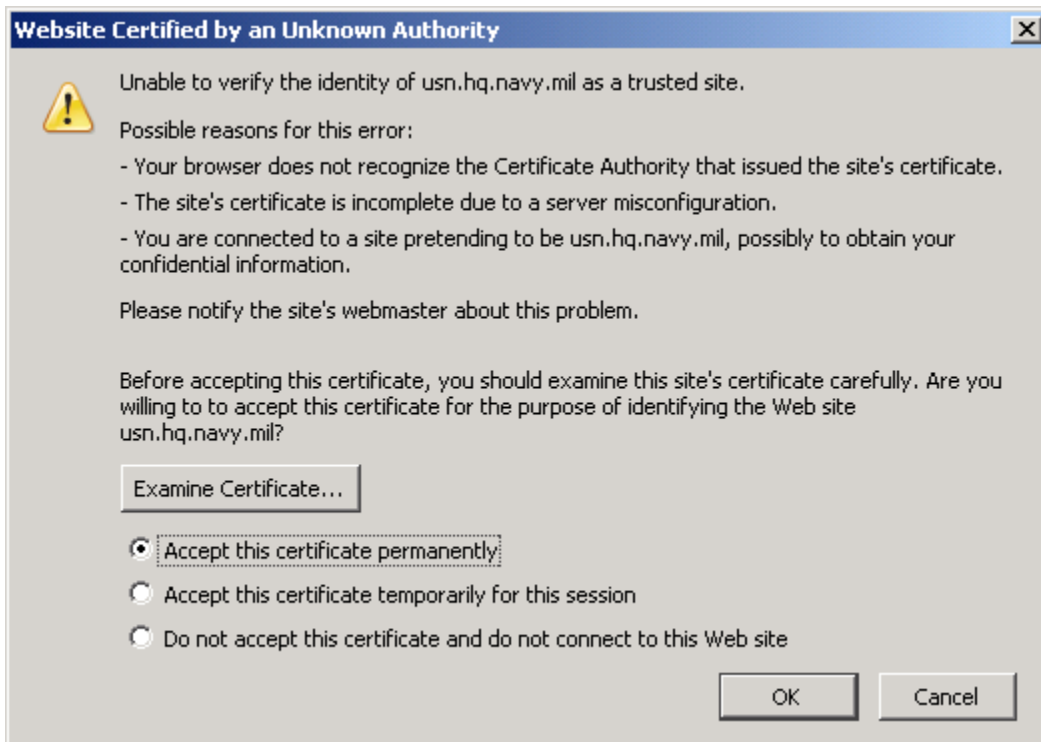 Website Certified by an Unknown Authority
Unable to verify the identity of usn.hq.navy.mil as a trusted site.
Possible reasons for this error:
- Your browser does not recognize the Certificate Authority that issued the site's certificate.
- The site's certificate is incomplete due to a server misconfiguration.
- You are connected to a site pretending to be usn.hq.navy.mil, possibly to obtain your
confidential information.
Please notify the site's webmaster about this problem.
Before accepting this certificate, you should examine this site's certificate carefully. Are you
willing to to accept this certificate for the purpose of identifying the Web site
usn.hq.navy.mil?
Examine Certificate...
Accept this certificate permanently
Accept this certificate temporarily for this session
Do not accept this certificate and do not connect to this Web site
OK Cancel